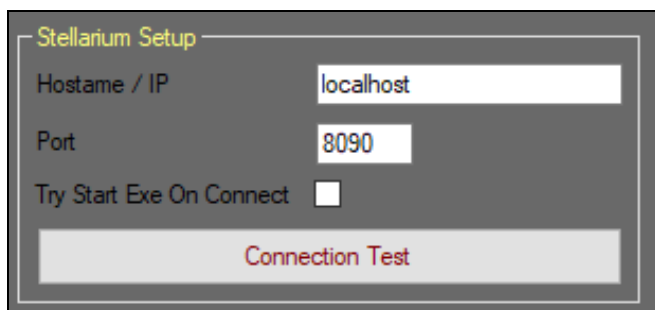 Stellarium Setup
Hostame / IP localhost
Port 8090
Try Start Exe On Connect
Connection Test